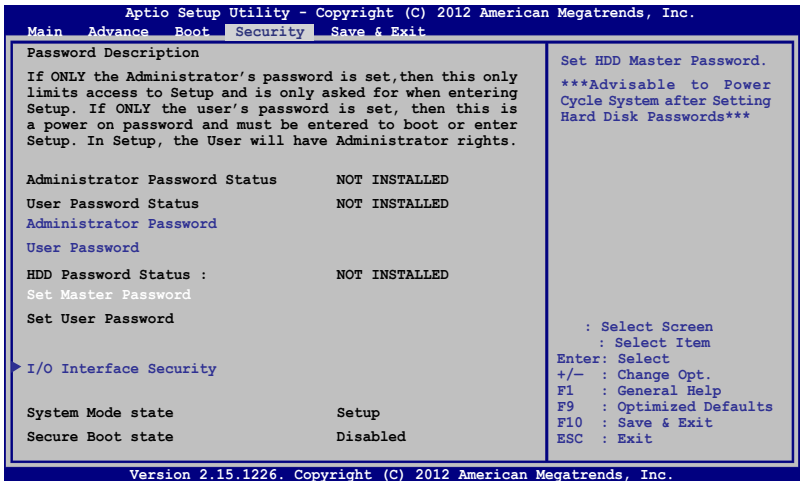 Aptio Setup Utility - Copyright (C) 2012 American Megatrends, Inc.
Main Advance Boot Security Save & Exit
Password Description
If ONLY the Administrator's password is set,then this only
limits access to Setup and is only asked for when entering
Setup. If ONLY the user's password is set, then this is
a power on password and must be entered to boot or enter
Setup. In Setup, the User will have Administrator rights.
Administrator Password Status NOT INSTALLED
User Password Status NOT INSTALLED
Administrator Password
User Password
HDD Password Status : NOT INSTALLED
Set Master Password
Set User Password
I/O Interface Security
System Mode state Setup
Secure Boot state Disabled
Set HDD Master Password.
***Advisable to Power
Cycle System after Setting
Hard Disk Passwords***
: Select Screen
: Select Item
Enter: Select
+/— : Change Opt.
F1 : General Help
F9 : Optimized Defaults
F10 : Save & Exit
ESC : Exit
Version 2.15.1226. Copyright (C) 2012 American Megatrends, Inc.